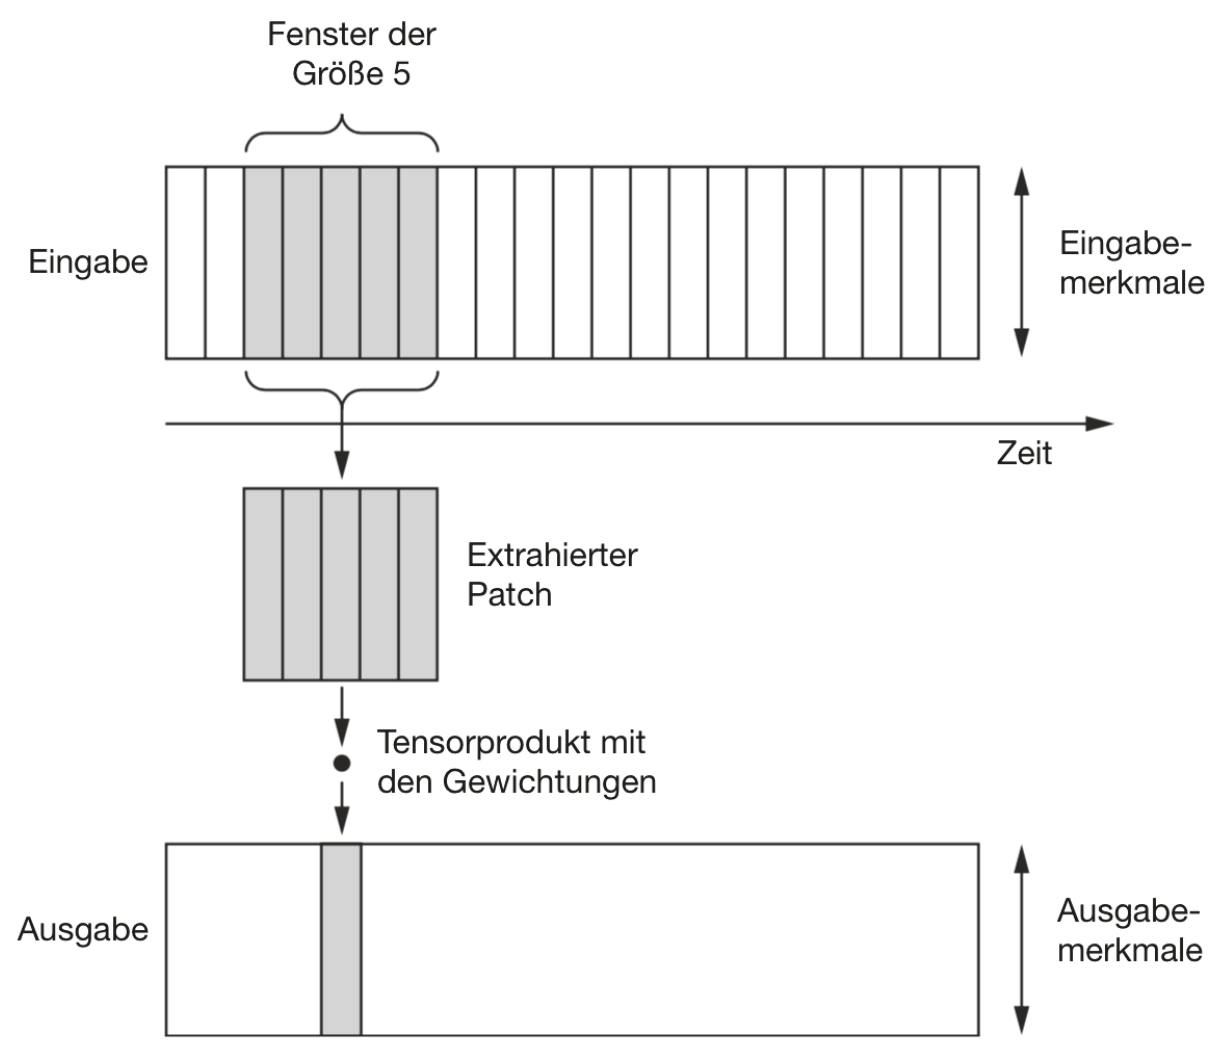 Fenster der
Größe 5
Eingabe
Eingabe-
merkmale
Zeit
Extrahierter
Patch
Tensorprodukt mit
den Gewichtungen
Ausgabe
Ausgabe-
merkmale